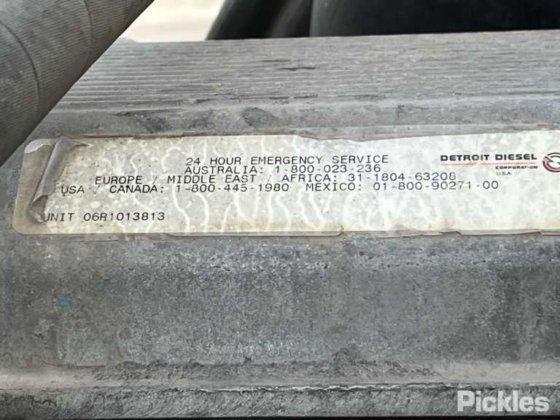 24 HOUR EMERGENCY SERVICE
AUSTRALIA: 1-800-023-236
EUROPE / MIDDLE EAST / AFRICA: 31-1804-63208
USA / CANADA: 1-800-445-1980 MEXICO: 01-800-90271-00
UNIT 06R1013813
DETROIT DIESEL
CORPORATION
U.S.A.
Pickles